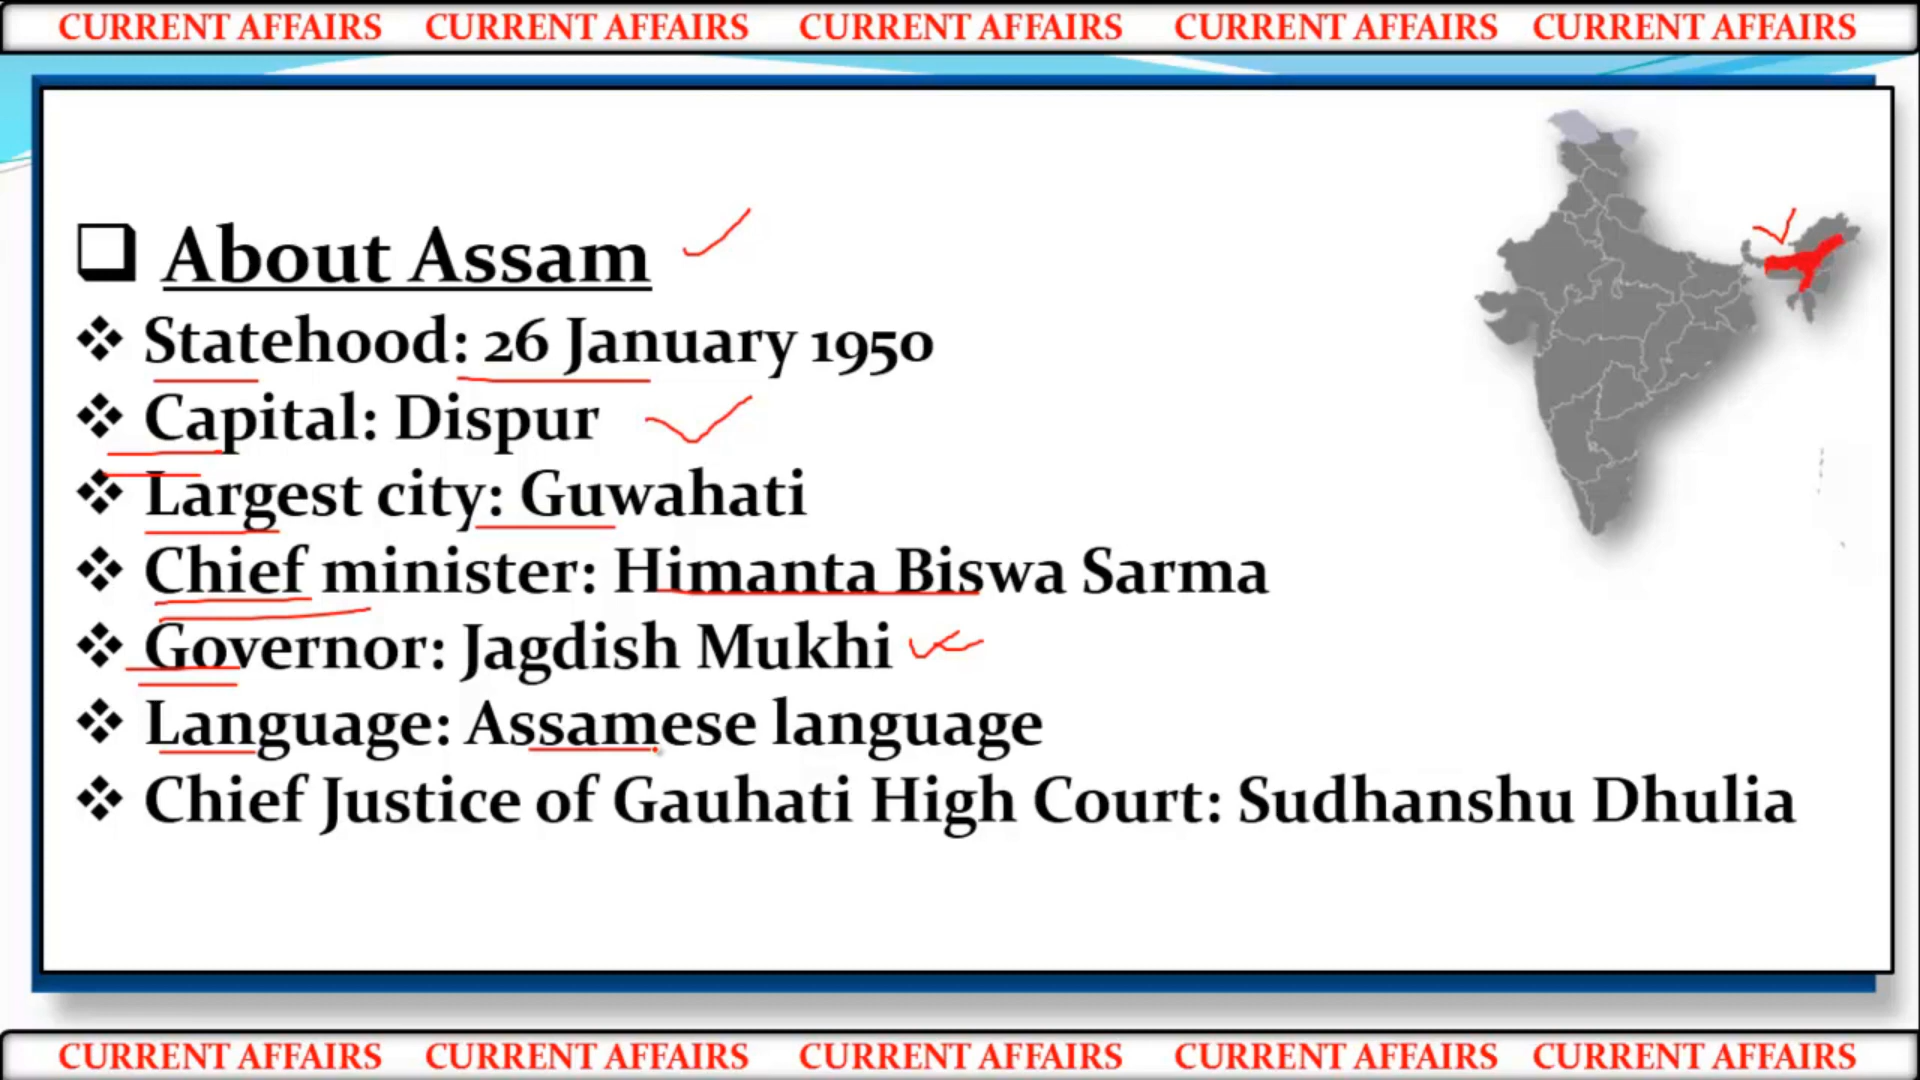 CURRENT AFFAIRS CURRENT AFFAIRS CURRENT AFFAIRS CURRENT AFFAIRS CURRENT AFFAIRS
About Assam
Statehood: 26 January 1950
Capital: Dispur
Largest city: Guwahati
Chief minister: Himanta Biswa Sarma
Governor: Jagdish Mukhi
Language: Assamese language
Chief Justice of Gauhati High Court: Sudhanshu Dhulia
CURRENT AFFAIRS CURRENT AFFAIRS CURRENT AFFAIRS CURRENT AFFAIRS CURRENT AFFAIRS